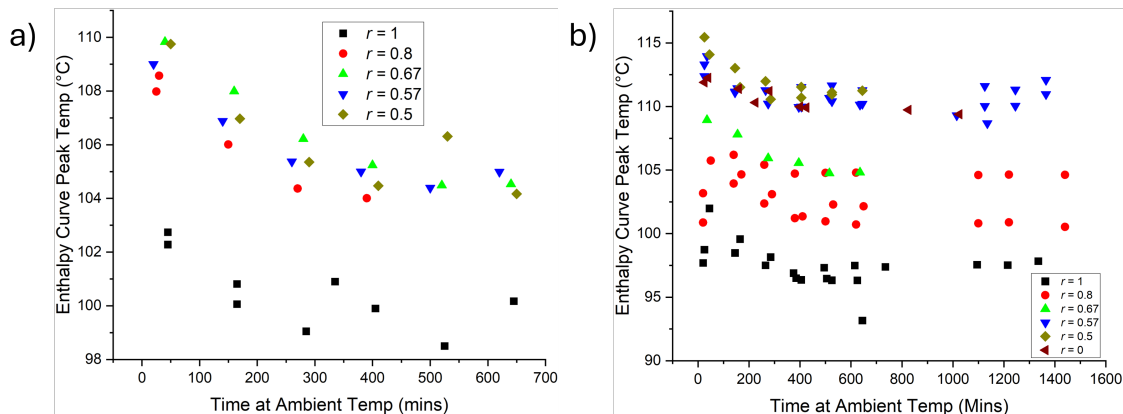 a)
Enthalpy Curve Peak Temp (°C)
110
108
106
104
102
100
98
0 100 200 300 400 500 600 700
Time at Ambient Temp (mins)
r = 1
r = 0.8
r = 0.67
r = 0.57
r = 0.5
b)
Enthalpy Curve Peak Temp (°C)
115
110
105
100
95
90
0 200 400 600 800 1000 1200 1400 1600
Time at Ambient Temp (Mins)
r = 1
r = 0.8
r = 0.67
r = 0.57
r = 0.5
r = 0